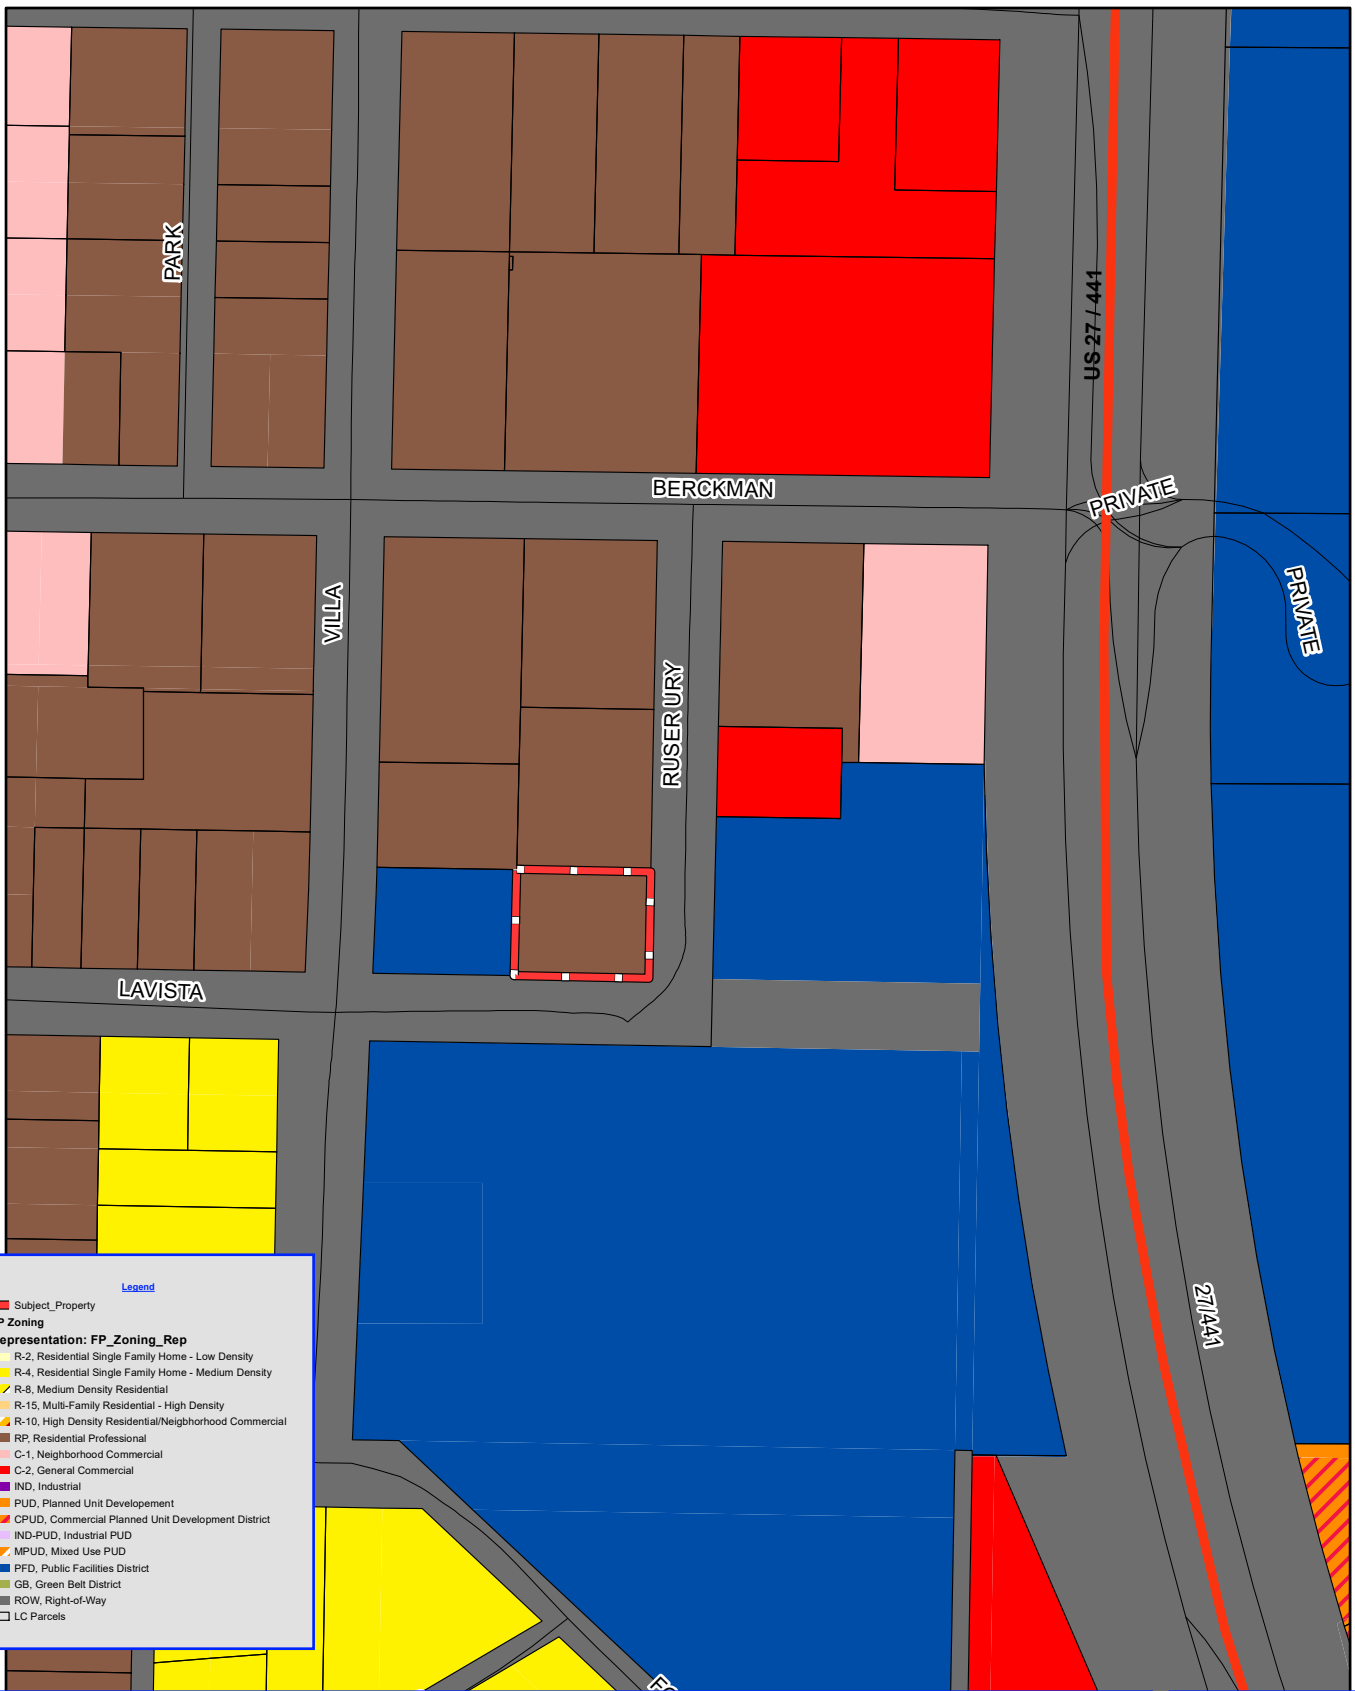 PARK
US 27 / 441
BERCKMAN
PRIVATE
PRIVATE
VILLA
RUSER URY
LAVISTA
27/441
Legend
Subject_Property
P Zoning
epresentation: FP_Zoning_Rep
R-2, Residential Single Family Home - Low Density
R-4, Residential Single Family Home - Medium Density
R-8, Medium Density Residential
R-15, Multi-Family Residential - High Density
R-10, High Density Residential/Neigbhorhood Commercial
RP, Residential Professional
C-1, Neighborhood Commercial
C-2, General Commercial
IND, Industrial
PUD, Planned Unit Developement
CPUD, Commercial Planned Unit Development District
IND-PUD, Industrial PUD
MPUD, Mixed Use PUD
PFD, Public Facilities District
GB, Green Belt District
ROW, Right-of-Way
LC Parcels